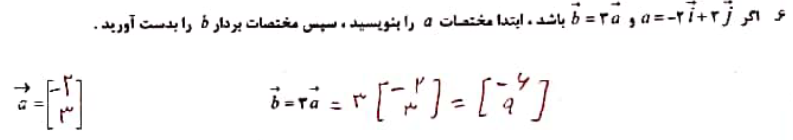 ۶ اگر a = -۲i + ۳j و b = ۳a باشد ، ابتدا مختصات a را بنویسید ، سپس مختصات بردار b را بدست آورید .
a = [-۲ ۳] b = ۳a = ۳ [-۲ ۳] = [-۶ ۹]